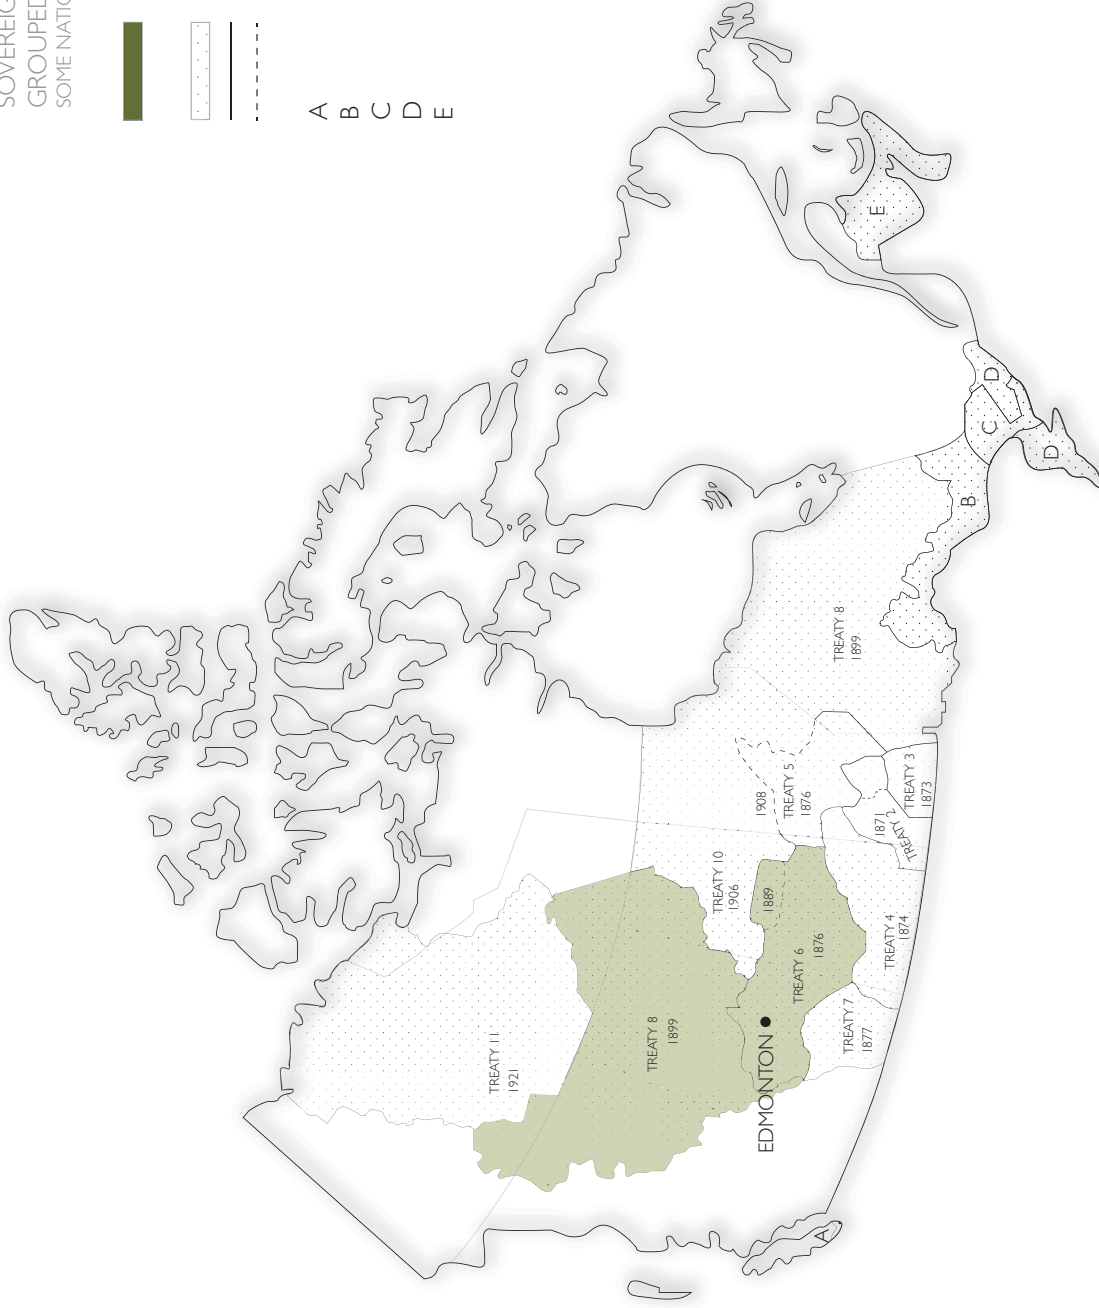 SOVEREIG
GROUPED
SOME NATIO
A
B
C
D
E
TREATY 11
1921
TREATY 8
1899
EDMONTON
TREATY 6
1876
1889
TREATY 7
1877
TREATY 10
1906
TREATY 4
1874
1908
TREATY 5
1876
1871
TREATY 2
TREATY 3
1873
TREATY 8
1899
A
B
C
D
D
E